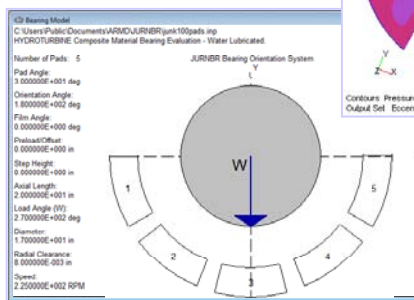 Bearing Model
C:\Users\Public\Documents\ARMD\JURNBR\junk100pads.inp
HYDROTURBINE Composite Material Bearing Evaluation - Water Lubricated.
Number of Pads: 5
JURNBR Bearing Orientation System
Pad Angle:
3.000000E+001 deg
Orientation Angle:
1.800000E+002 deg
Film Angle:
0.000000E+000 deg
Preload/Offset:
0.000000E+000 in
Step Height:
0.000000E+000 in
Axial Length:
2.000000E+001 in
Load Angle (W):
2.700000E+002 deg
Diameter:
1.700000E+001 in
Radial Clearance:
8.000000E-003 in
Speed:
2.250000E+002 RPM
Y
W
1
2
3
4
5
Y
Z X
Contours Pressure
Output Set Eccen